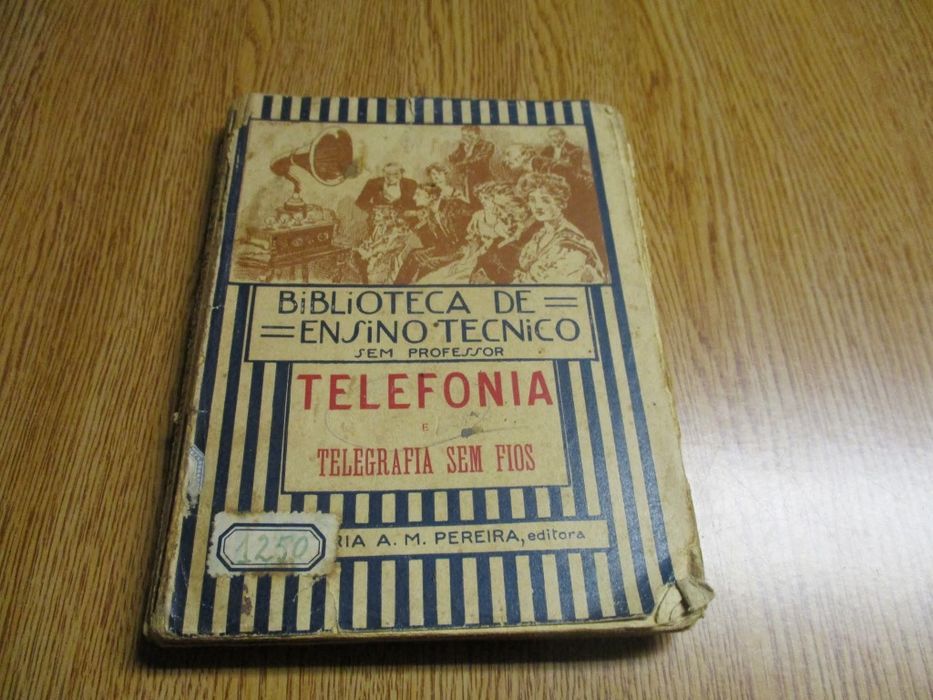 BiBLiOTECA DE
ENSiNO TECNiCO
SEM PROFESSOR
TELEFONIA
E
TELEGRAFIA SEM FIOS
RIA A. M. PEREIRA, editora
1250